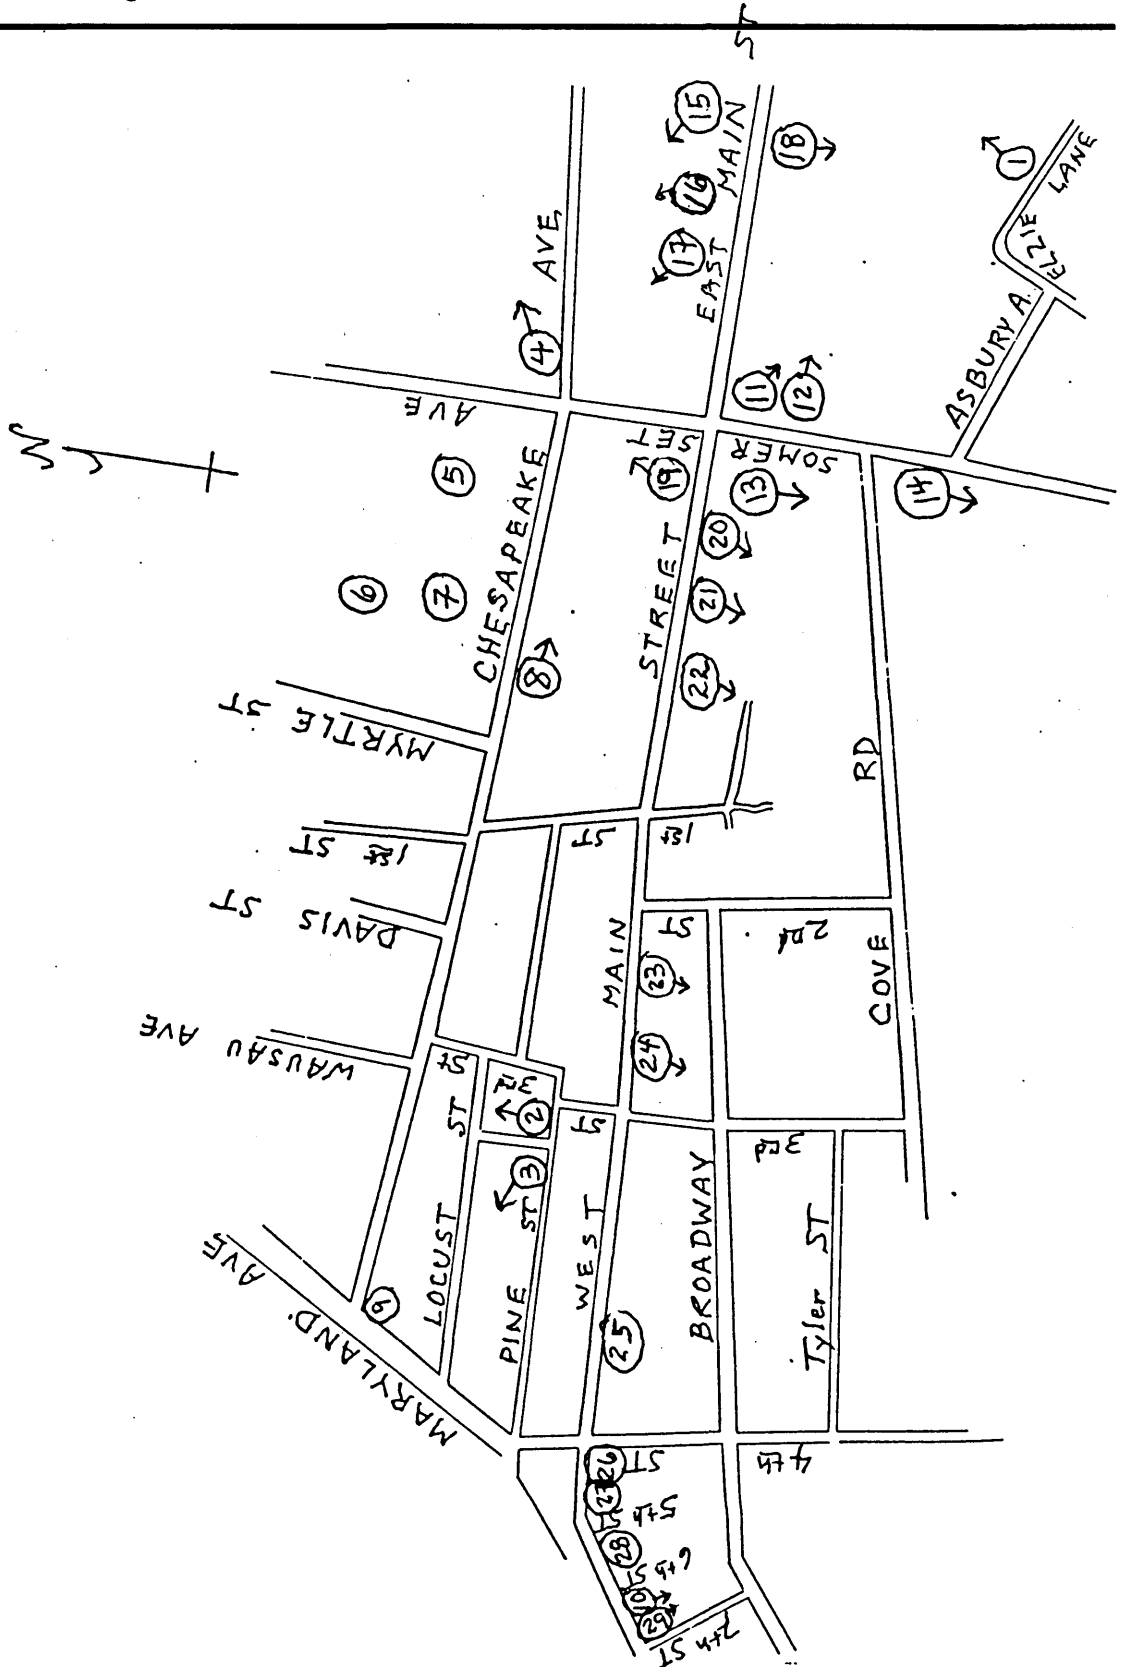 ST
EAST MAIN
15
16
17
18
1
ELZIE LANE
ASBURY A.
AVE,
4
AVE
N
5
6
7
CHESAPEAKE
8
SOMER
SET
11
12
13
14
19
STREET
20
21
22
MYRTLE ST
1st ST
1st
ST
DAVIS ST
WAUSAU AVE
MAIN
23
24
2nd
ST
COVE
RD
3rd
St
2
3
ST
3rd
LOCUST ST
PINE ST
WEST
BROADWAY
Tyler ST
MARYLAND AVE
9
25
4th
ST
26
27
5th
ST
28
6th
ST
10
29
7th ST